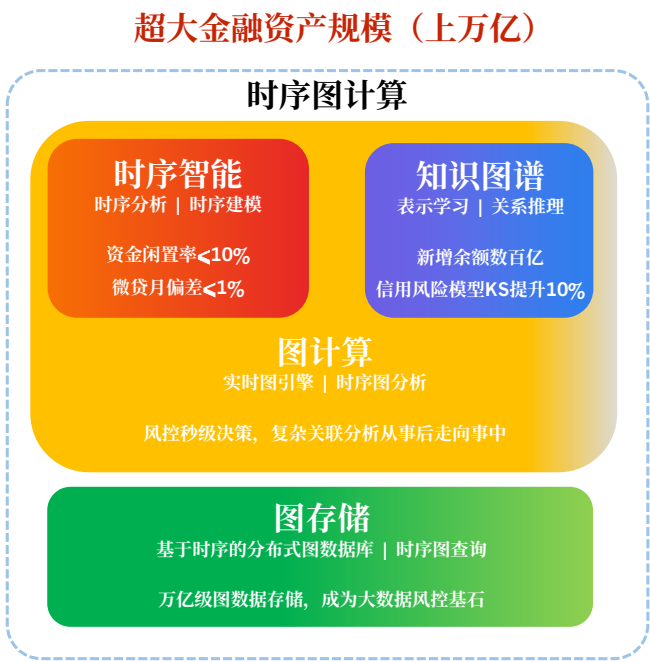 超大金融资产规模（上万亿）
时序图计算
时序智能
时序分析 | 时序建模
资金闲置率⩽10%
微贷月偏差⩽1%
知识图谱
表示学习 | 关系推理
新增余额数百亿
信用风险模型KS提升10%
图计算
实时图引擎 | 时序图分析
风控秒级决策，复杂关联分析从事后走向事中
图存储
基于时序的分布式图数据库 | 时序图查询
万亿级图数据存储，成为大数据风控基石